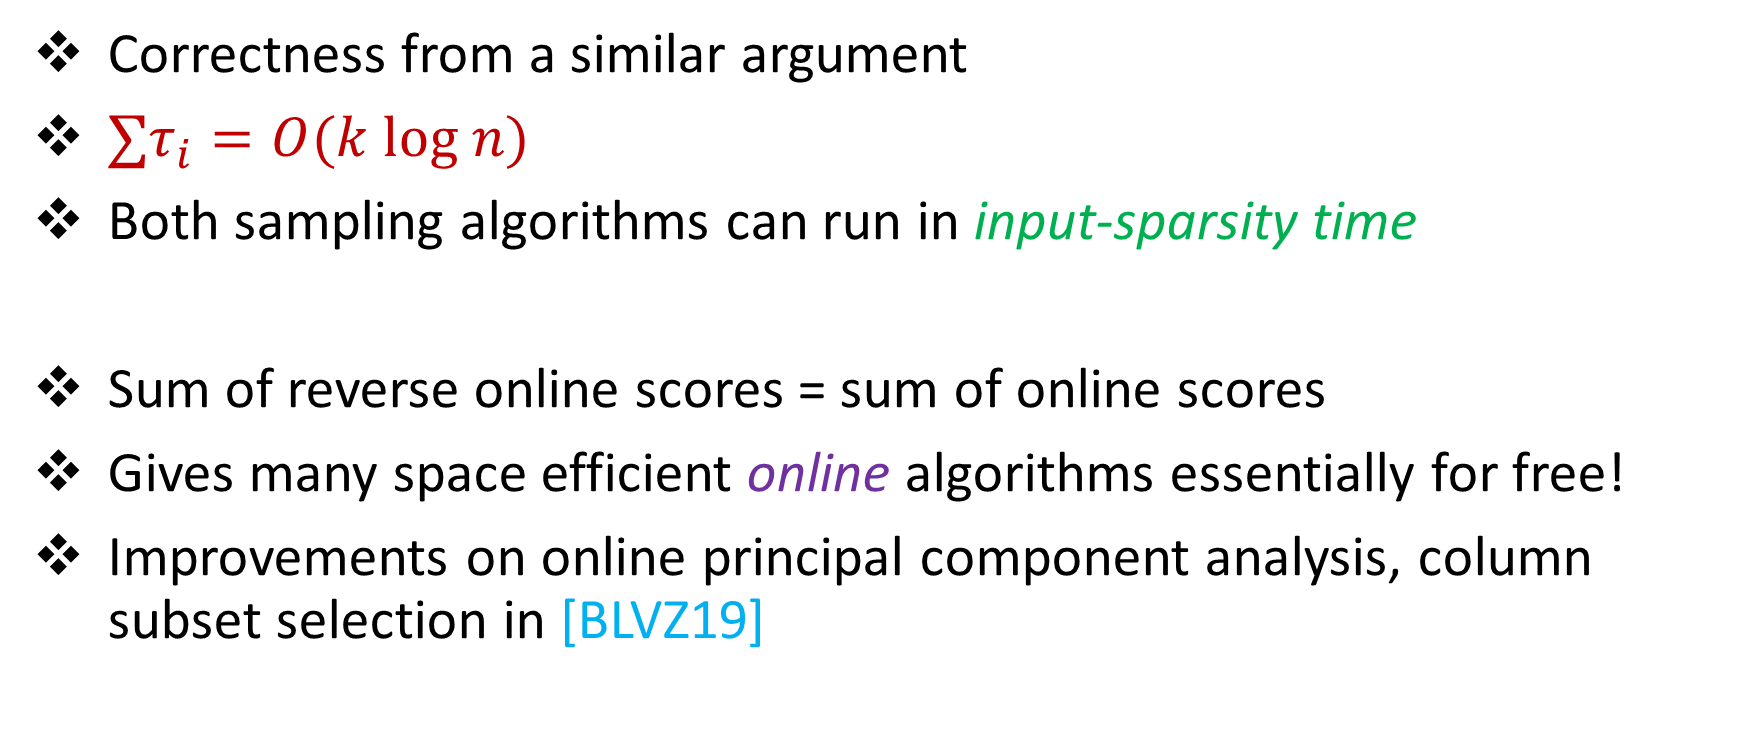 ❖ Correctness from a similar argument
❖ ∑τᵢ = O(k log n)
❖ Both sampling algorithms can run in input-sparsity time
❖ Sum of reverse online scores = sum of online scores
❖ Gives many space efficient online algorithms essentially for free!
❖ Improvements on online principal component analysis, column
subset selection in [BLVZ19]